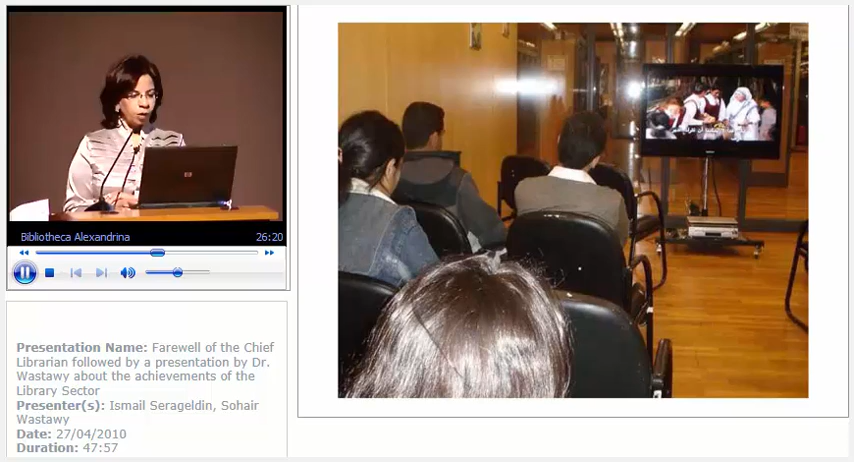 Bibliotheca Alexandrina 26:20
Presentation Name: Farewell of the Chief
Librarian followed by a presentation by Dr.
Wastawy about the achievements of the
Library Sector
Presenter(s): Ismail Serageldin, Sohair
Wastawy
Date: 27/04/2010
Duration: 47:57
hp